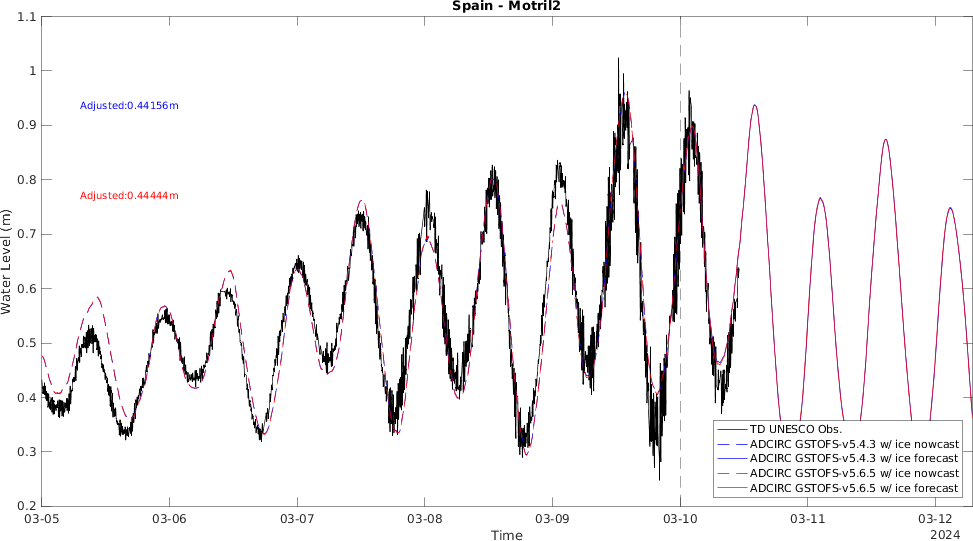 Spain - Motril2
1.1
1
0.9
0.8
0.7
0.6
0.5
0.4
0.3
0.2
Water Level (m)
Adjusted:0.44156m
Adjusted:0.44444m
TD UNESCO Obs.
ADCIRC GSTOFS-v5.4.3 w/ ice nowcast
ADCIRC GSTOFS-v5.4.3 w/ ice forecast
ADCIRC GSTOFS-v5.6.5 w/ ice nowcast
ADCIRC GSTOFS-v5.6.5 w/ ice forecast
03-05 03-06 03-07 03-08 03-09 03-10 03-11 03-12
Time
2024